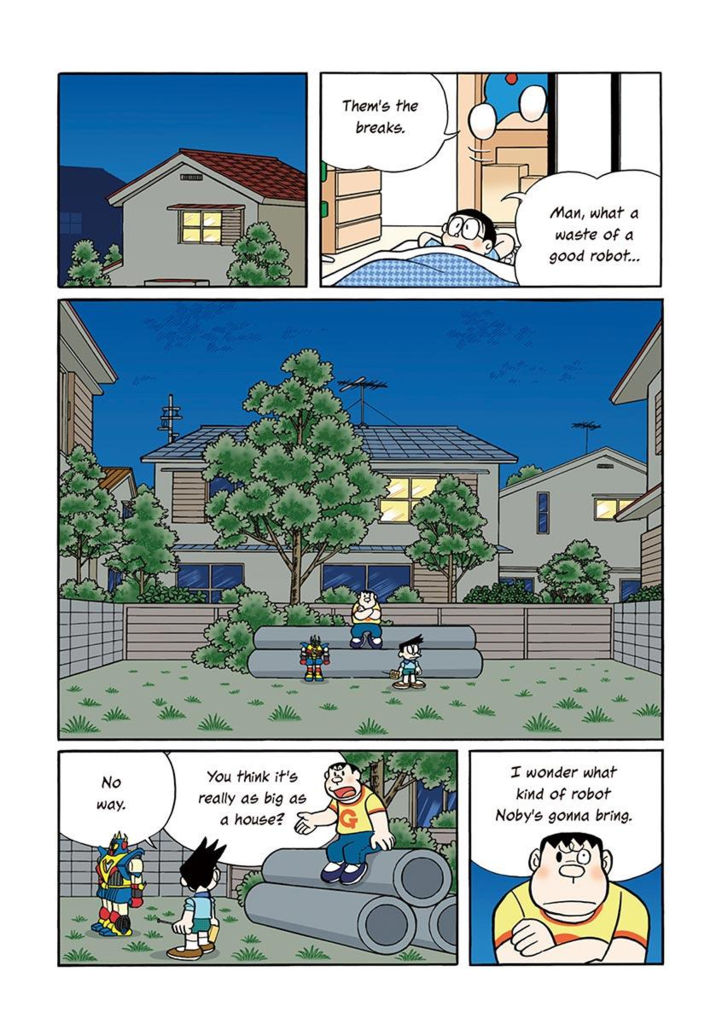 Man, what a
waste of a
good robot...
Them's the
breaks.
I wonder what
kind of robot
Noby's gonna bring.
You think it's
really as big as
a house?
G
No
way.